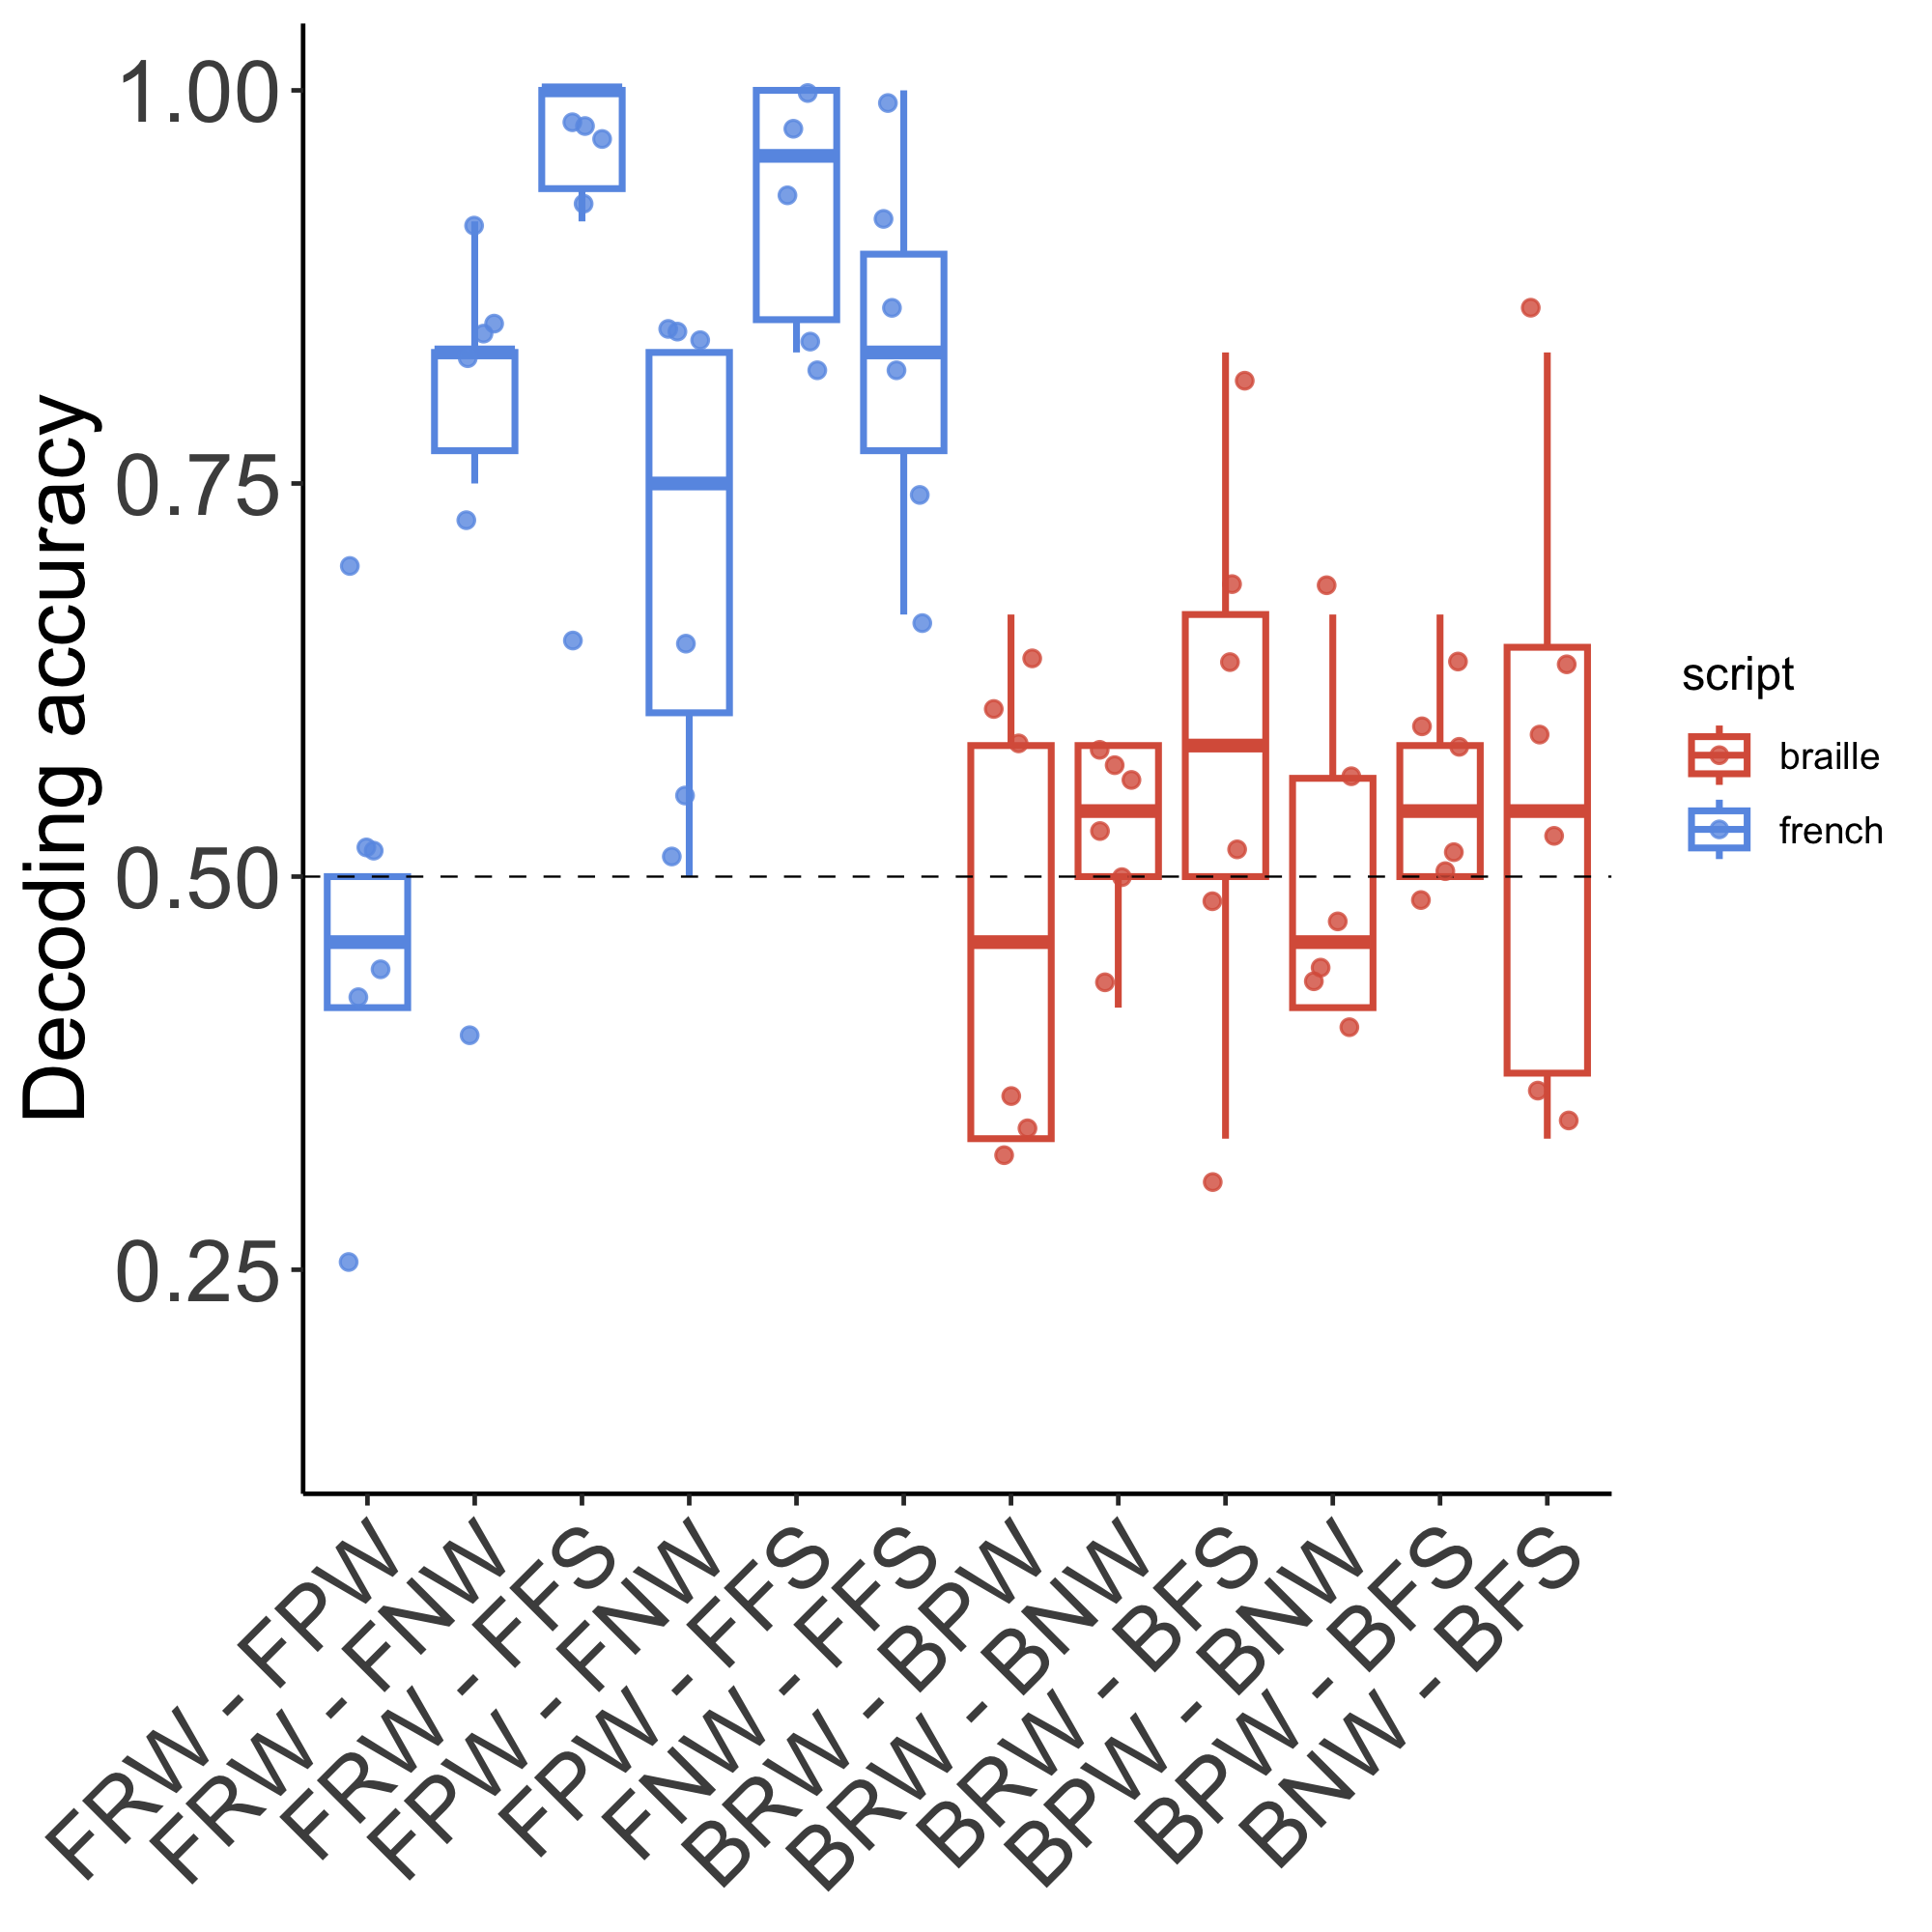 Decoding accuracy
1.00
0.75
0.50
0.25
FRW - FPW
FRW - FNW
FRW - FFS
FPW - FNW
FPW - FFS
FNW - FFS
BRW - BPW
BRW - BNW
BRW - BFS
BPW - BNW
BPW - BFS
BNW - BFS
script
braille
french